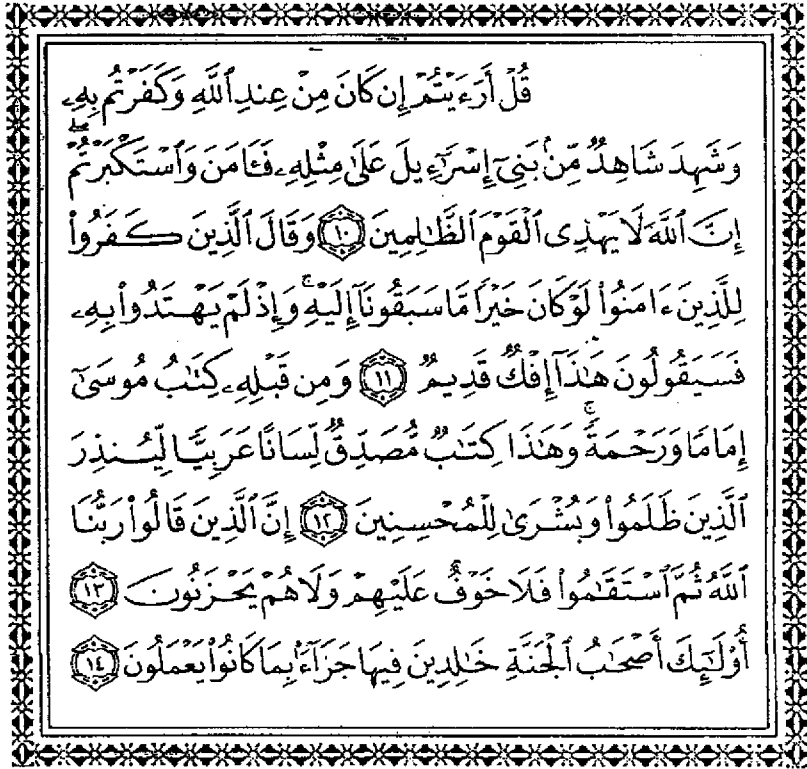 قُلْ أَرَءَيْتُمْ إِن كَانَ مِنْ عِندِ ٱللَّهِ وَكَفَرْتُم بِهِۦ
وَشَهِدَ شَاهِدٌ مِّنۢ بَنِىٓ إِسْرَٰٓءِيلَ عَلَىٰ مِثْلِهِۦ فَـَٔامَنَ وَٱسْتَكْبَرْتُمْ ۖ
إِنَّ ٱللَّهَ لَا يَهْدِى ٱلْقَوْمَ ٱلظَّـٰلِمِينَ ١٠ وَقَالَ ٱلَّذِينَ كَفَرُوا۟
لِلَّذِينَ ءَامَنُوا۟ لَوْ كَانَ خَيْرًا مَّا سَبَقُونَآ إِلَيْهِ ۚ وَإِذْ لَمْ يَهْتَدُوا۟ بِهِۦ
فَسَيَقُولُونَ هَـٰذَآ إِفْكٌ قَدِيمٌ ١١ وَمِن قَبْلِهِۦ كِتَـٰبُ مُوسَىٰٓ
إِمَامًا وَرَحْمَةً ۚ وَهَـٰذَا كِتَـٰبٌ مُّصَدِّقٌ لِّسَانًا عَرَبِيًّا لِّيُنذِرَ
ٱلَّذِينَ ظَلَمُوا۟ وَبُشْرَىٰ لِلْمُحْسِنِينَ ١٢ إِنَّ ٱلَّذِينَ قَالُوا۟ رَبُّنَا
ٱللَّهُ ثُمَّ ٱسْتَقَـٰمُوا۟ فَلَا خَوْفٌ عَلَيْهِمْ وَلَا هُمْ يَحْزَنُونَ ١٣
أُو۟لَـٰٓئِكَ أَصْحَـٰبُ ٱلْجَنَّةِ خَـٰلِدِينَ فِيهَا جَزَآءًۢ بِمَا كَانُوا۟ يَعْمَلُونَ ١٤